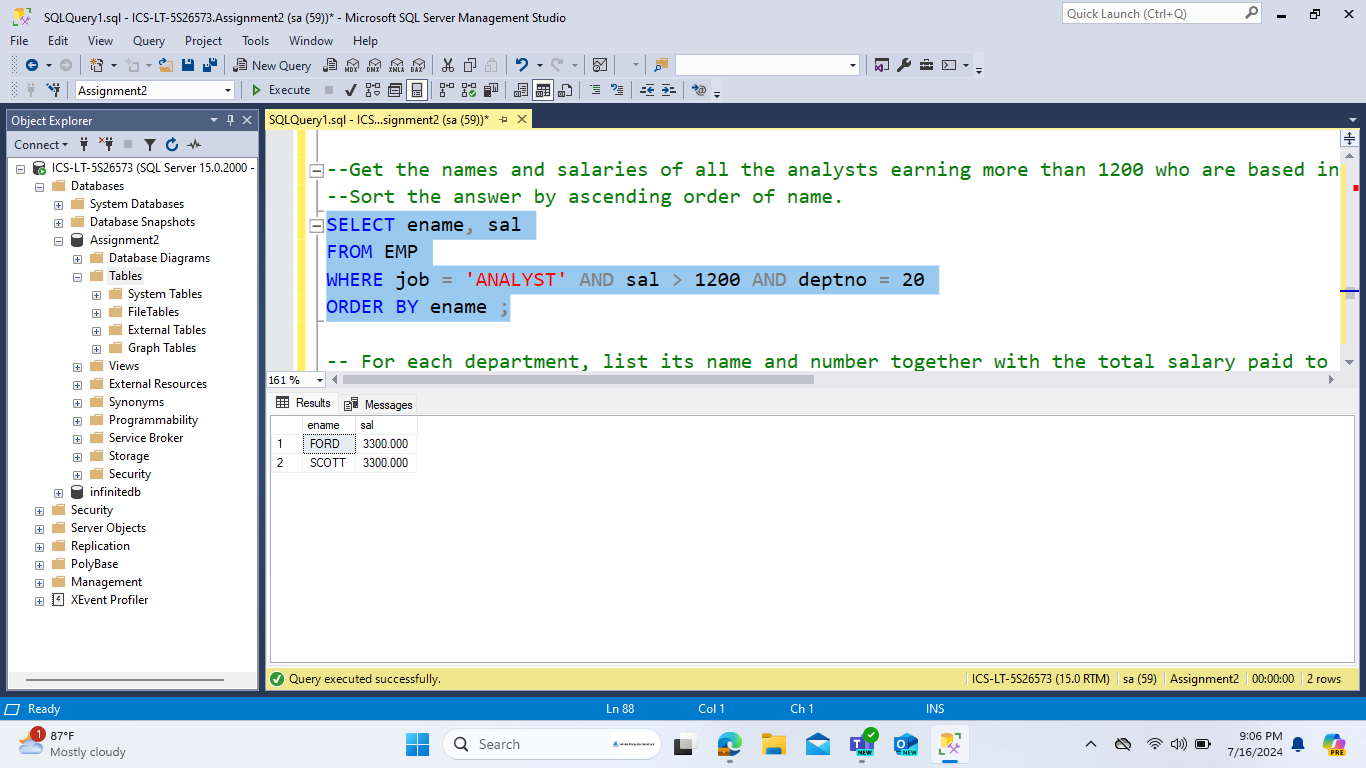 SQLQuery1.sql - ICS-LT-5S26573.Assignment2 (sa (59))* - Microsoft SQL Server Management Studio
Quick Launch (Ctrl+Q)
File Edit View Query Project Tools Window Help
New Query MDX DMX XMLA DAX
Assignment2 Execute
Object Explorer
SQLQuery1.sql - ICS...signment2 (sa (59))*
Connect
ICS-LT-5S26573 (SQL Server 15.0.2000 -
Databases
System Databases
Database Snapshots
Assignment2
Database Diagrams
Tables
System Tables
FileTables
External Tables
Graph Tables
Views
External Resources
Synonyms
Programmability
Service Broker
Storage
Security
infinitedb
Security
Server Objects
Replication
PolyBase
Management
XEvent Profiler
--Get the names and salaries of all the analysts earning more than 1200 who are based in
--Sort the answer by ascending order of name.
SELECT ename, sal
FROM EMP
WHERE job = 'ANALYST' AND sal > 1200 AND deptno = 20
ORDER BY ename ;
-- For each department, list its name and number together with the total salary paid to
161 %
Results Messages
ename sal
1 FORD 3300.000
2 SCOTT 3300.000
Query executed successfully.
ICS-LT-5S26573 (15.0 RTM) sa (59) Assignment2 00:00:00 2 rows
Ready Ln 88 Col 1 Ch 1 INS
1 87°F
Mostly cloudy
Search
NEW
NEW
9:06 PM
7/16/2024
PRE